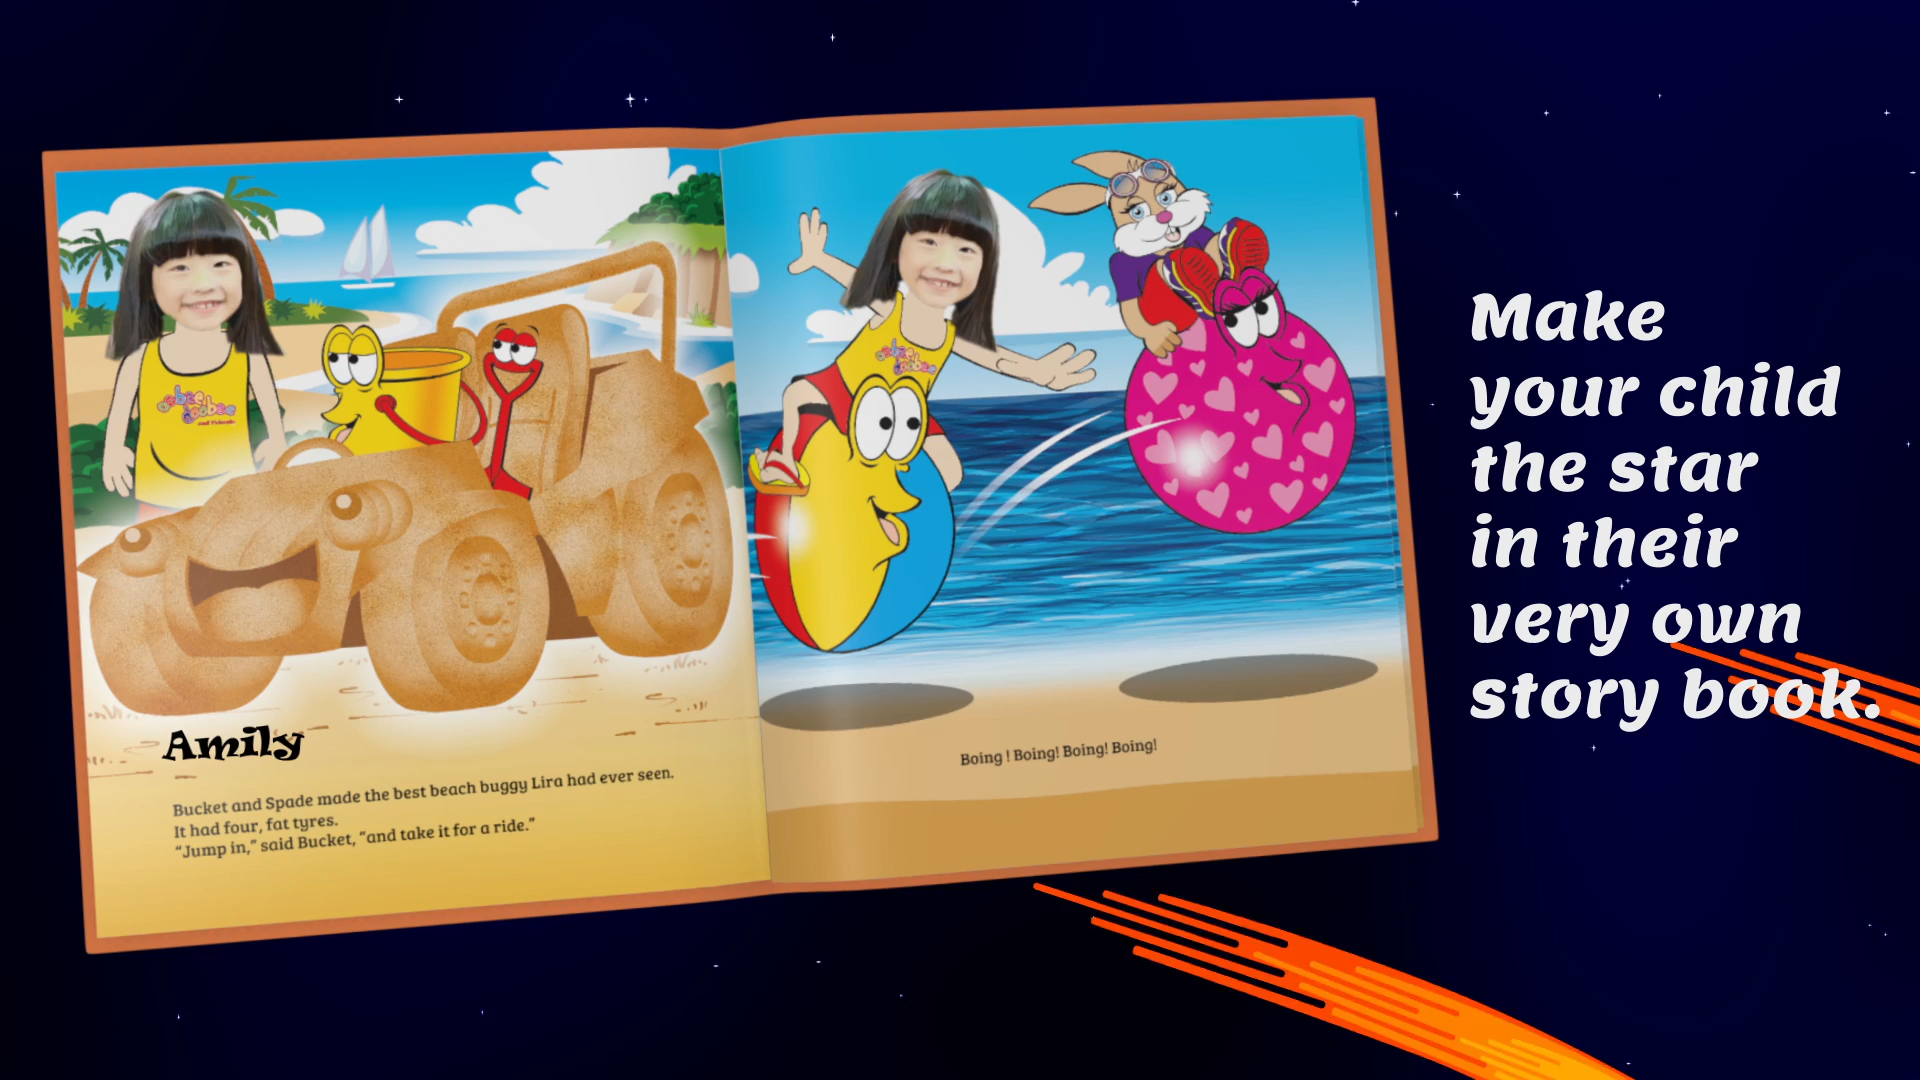 Make
your child
the star
in their
very own
story book.
Amily
Bucket and Spade made the best beach buggy Lira had ever seen.
It had four, fat tyres.
“Jump in,” said Bucket, “and take it for a ride.”
Boing ! Boing! Boing! Boing!